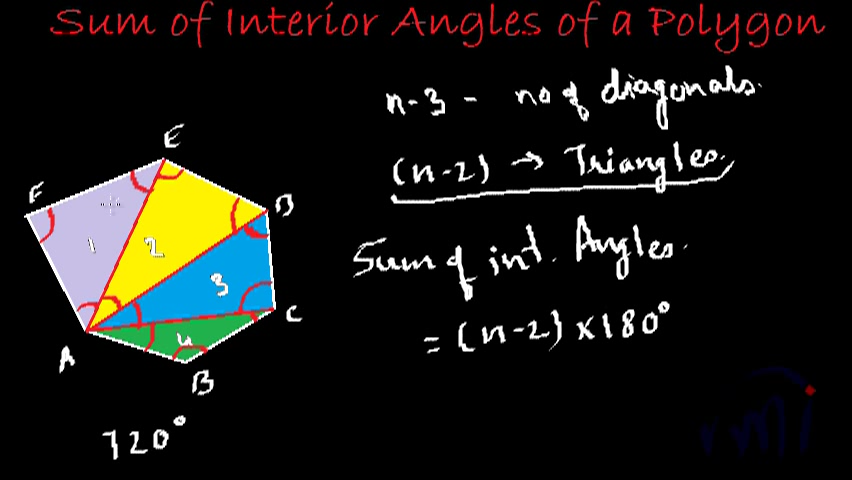 Sum of Interior Angles of a Polygon
n-3 - no of diagonals.
(n-2) → Triangles.
Sum of int. Angles.
= (n-2) × 180°
E
F
D
1
2
3
4
C
A
B
720°
rmi